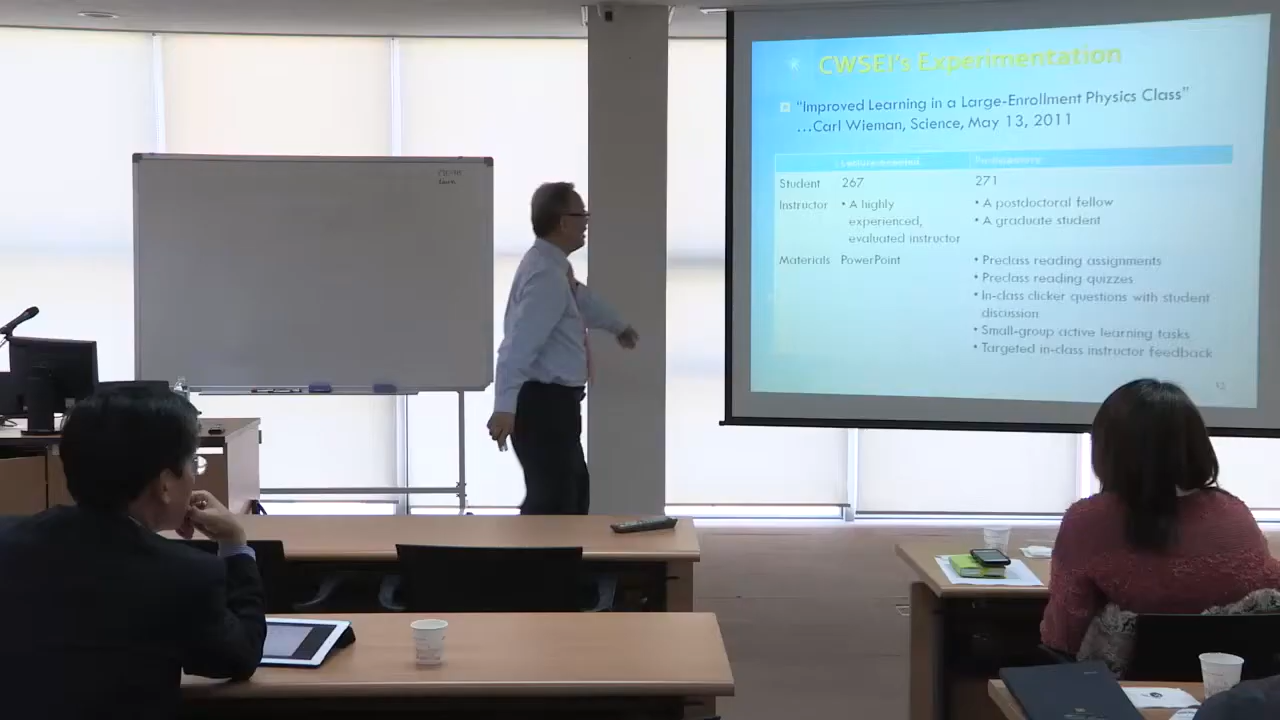 CWSEI's Experimentation
"Improved Learning in a Large-Enrollment Physics Class"
...Carl Wieman, Science, May 13, 2011
Student 267 271
Instructor • A highly experienced, evaluated instructor • A postdoctoral fellow
• A graduate student
Materials PowerPoint • Preclass reading assignments
• Preclass reading quizzes
• In-class clicker questions with student
discussion
• Small-group active learning tasks
• Targeted in-class instructor feedback